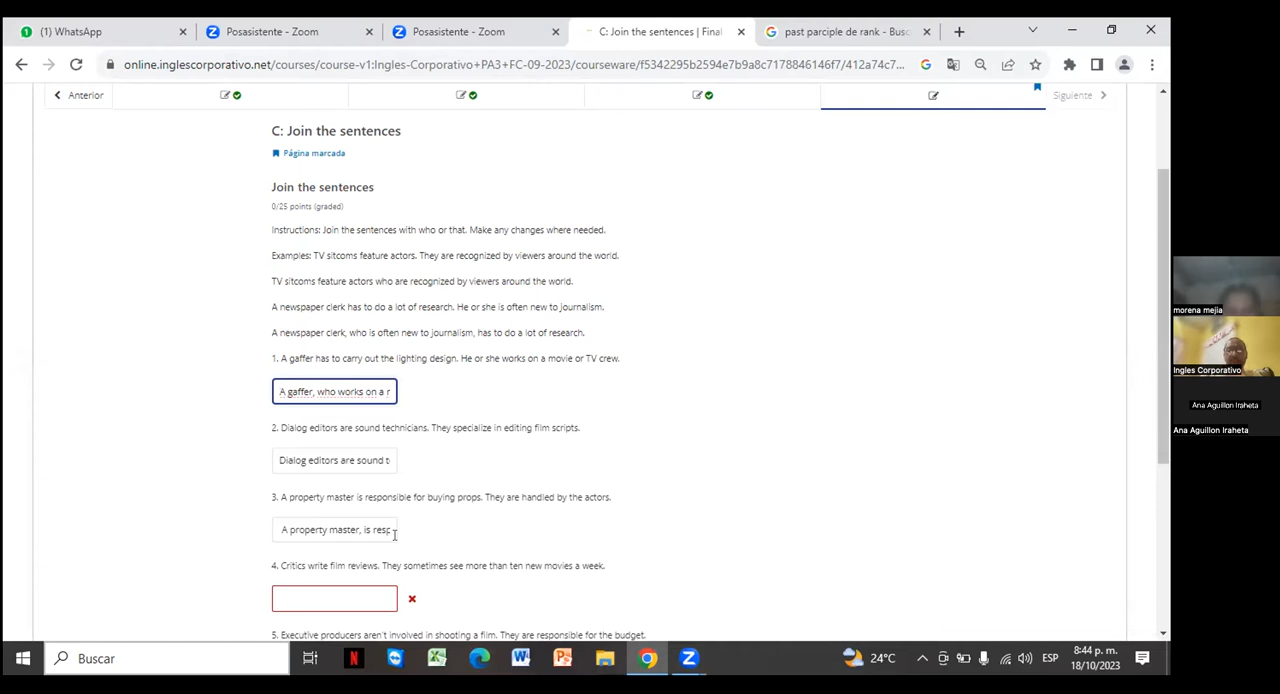 (1) WhatsApp
Posasistente - Zoom
Posasistente - Zoom
C: Join the sentences | Final
past parciple de rank - Bus
online.inglescorporativo.net/courses/course-v1:Ingles-Corporativo+PA3+FC-09-2023/courseware/f5342295b2594e7b9a8c7178846146f7/412a74c7...
Anterior
Siguiente
C: Join the sentences
Página marcada
Join the sentences
0/25 points (graded)
Instructions: Join the sentences with who or that. Make any changes where needed.
Examples: TV sitcoms feature actors. They are recognized by viewers around the world.
TV sitcoms feature actors who are recognized by viewers around the world.
A newspaper clerk has to do a lot of research. He or she is often new to journalism.
A newspaper clerk, who is often new to journalism, has to do a lot of research.
1. A gaffer has to carry out the lighting design. He or she works on a movie or TV crew.
A gaffer, who works on a r
2. Dialog editors are sound technicians. They specialize in editing film scripts.
Dialog editors are sound t
3. A property master is responsible for buying props. They are handled by the actors.
A property master, is resp
4. Critics write film reviews. They sometimes see more than ten new movies a week.
5. Executive producers aren't involved in shooting a film. They are responsible for the budget.
morena mejia
Ingles Corporativo
Ana Aguillon Iraheta
Ana Aguillon Iraheta
Buscar
24°C
ESP
8:44 p. m.
18/10/2023